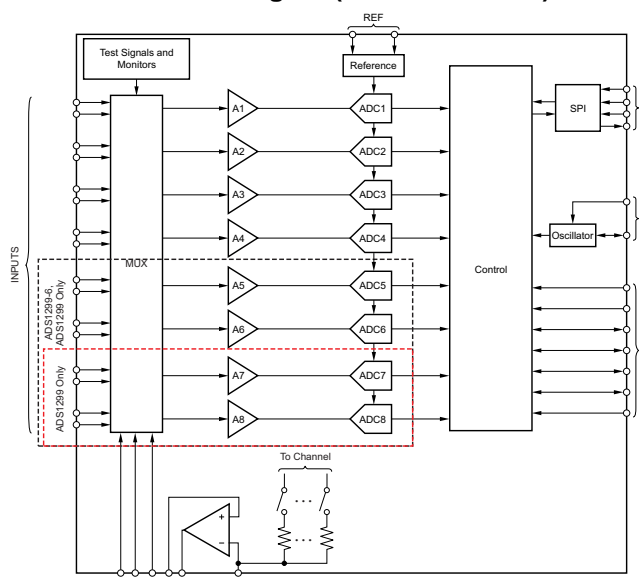 REF
Test Signals and
Monitors
Reference
INPUTS
MUX
A1
ADC1
A2
ADC2
A3
ADC3
A4
ADC4
A5
ADC5
A6
ADC6
A7
ADC7
A8
ADC8
ADS1299-6,
ADS1299 Only
ADS1299 Only
Control
SPI
Oscillator
To Channel
+
−